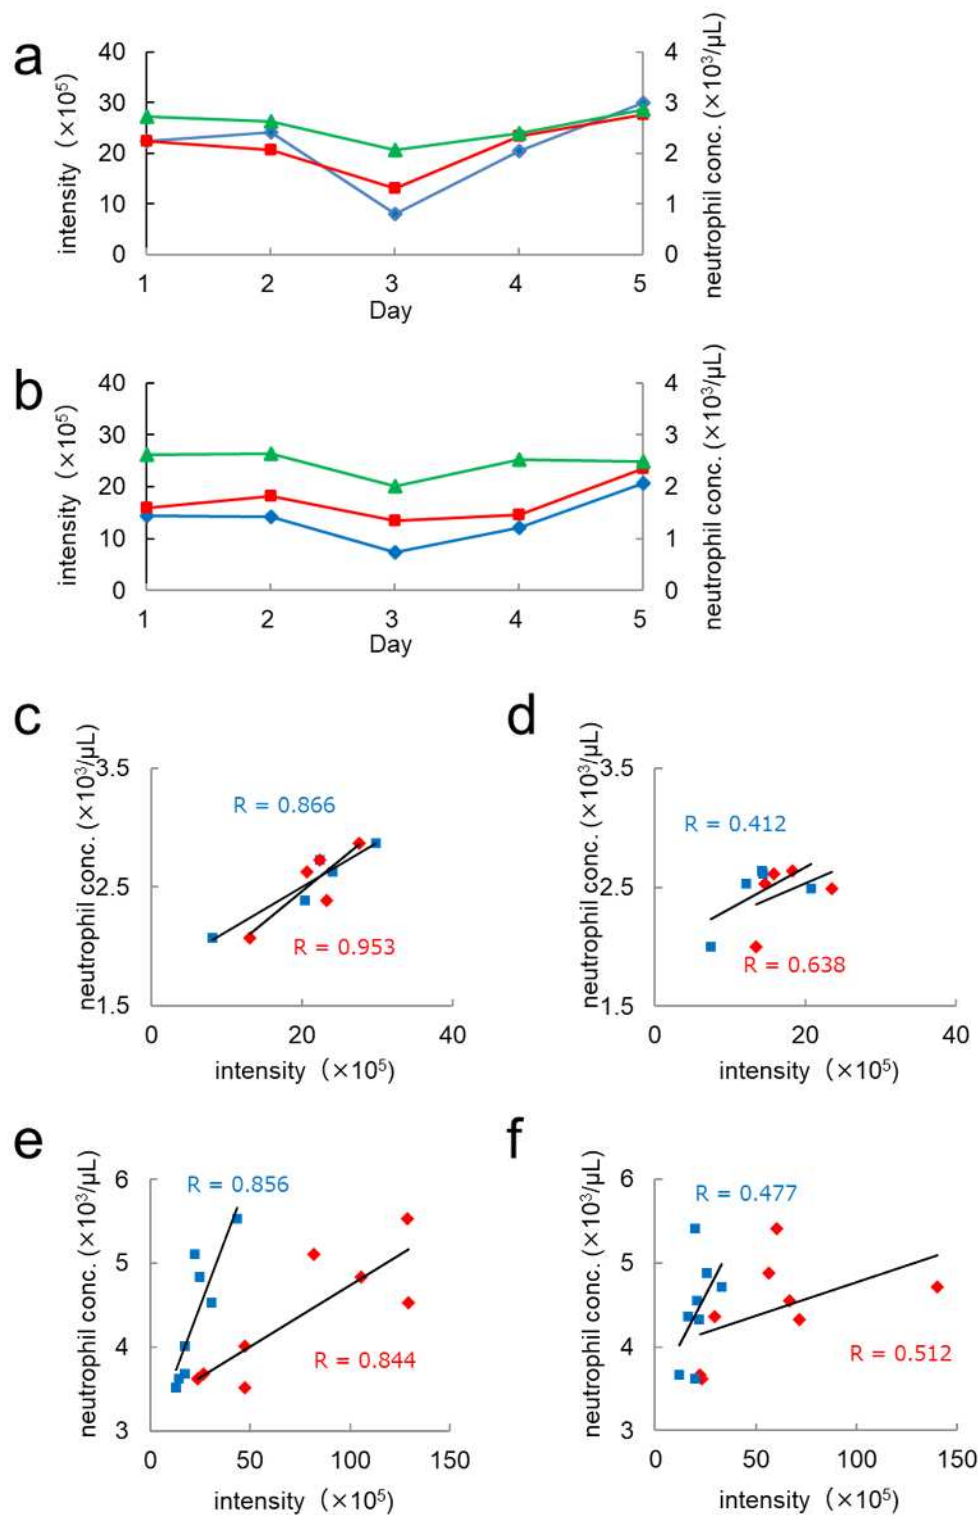 a
intensity (×10⁵)
40
30
20
10
0
4
3
2
1
0
neutrophil conc. (×10³/μL)
1 2 3 4 5
Day
b
intensity (×10⁵)
40
30
20
10
0
4
3
2
1
0
neutrophil conc. (×10³/μL)
1 2 3 4 5
Day
c
neutrophil conc. (×10³/μL)
3.5
2.5
1.5
R = 0.866
R = 0.953
0 20 40
intensity (×10⁵)
d
neutrophil conc. (×10³/μL)
3.5
2.5
1.5
R = 0.412
R = 0.638
0 20 40
intensity (×10⁵)
e
neutrophil conc. (×10³/μL)
6
5
4
3
R = 0.856
R = 0.844
0 50 100 150
intensity (×10⁵)
f
neutrophil conc. (×10³/μL)
6
5
4
3
R = 0.477
R = 0.512
0 50 100 150
intensity (×10⁵)